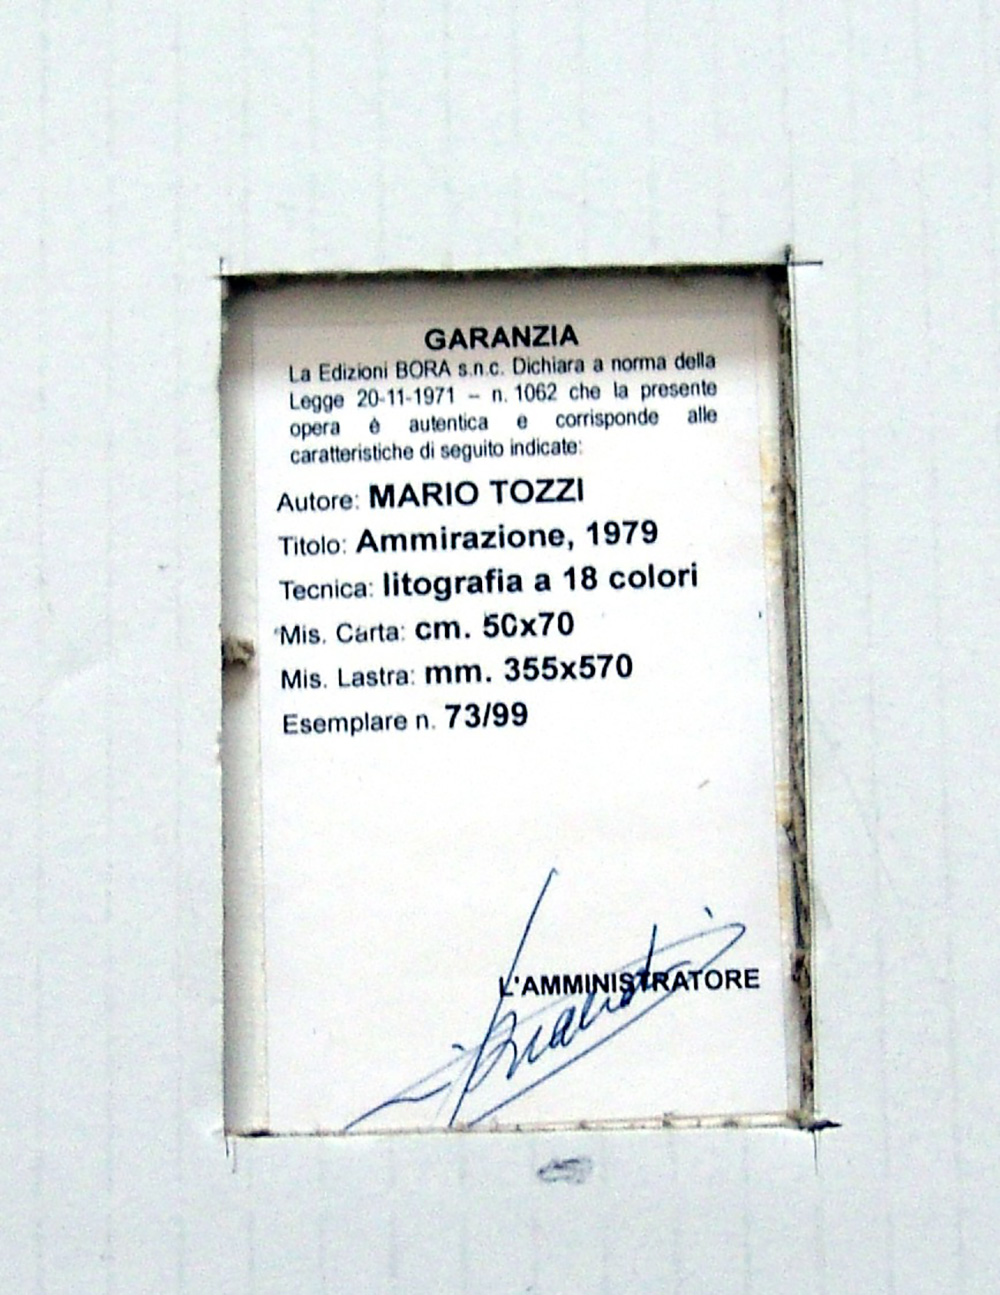 GARANZIA
La Edizioni BORA s.n.c. Dichiara a norma della
Legge 20-11-1971 – n. 1062 che la presente
opera è autentica e corrisponde alle
caratteristiche di seguito indicate:
Autore: MARIO TOZZI
Titolo: Ammirazione, 1979
Tecnica: litografia a 18 colori
Mis. Carta: cm. 50x70
Mis. Lastra: mm. 355x570
Esemplare n. 73/99
L'AMMINISTRATORE